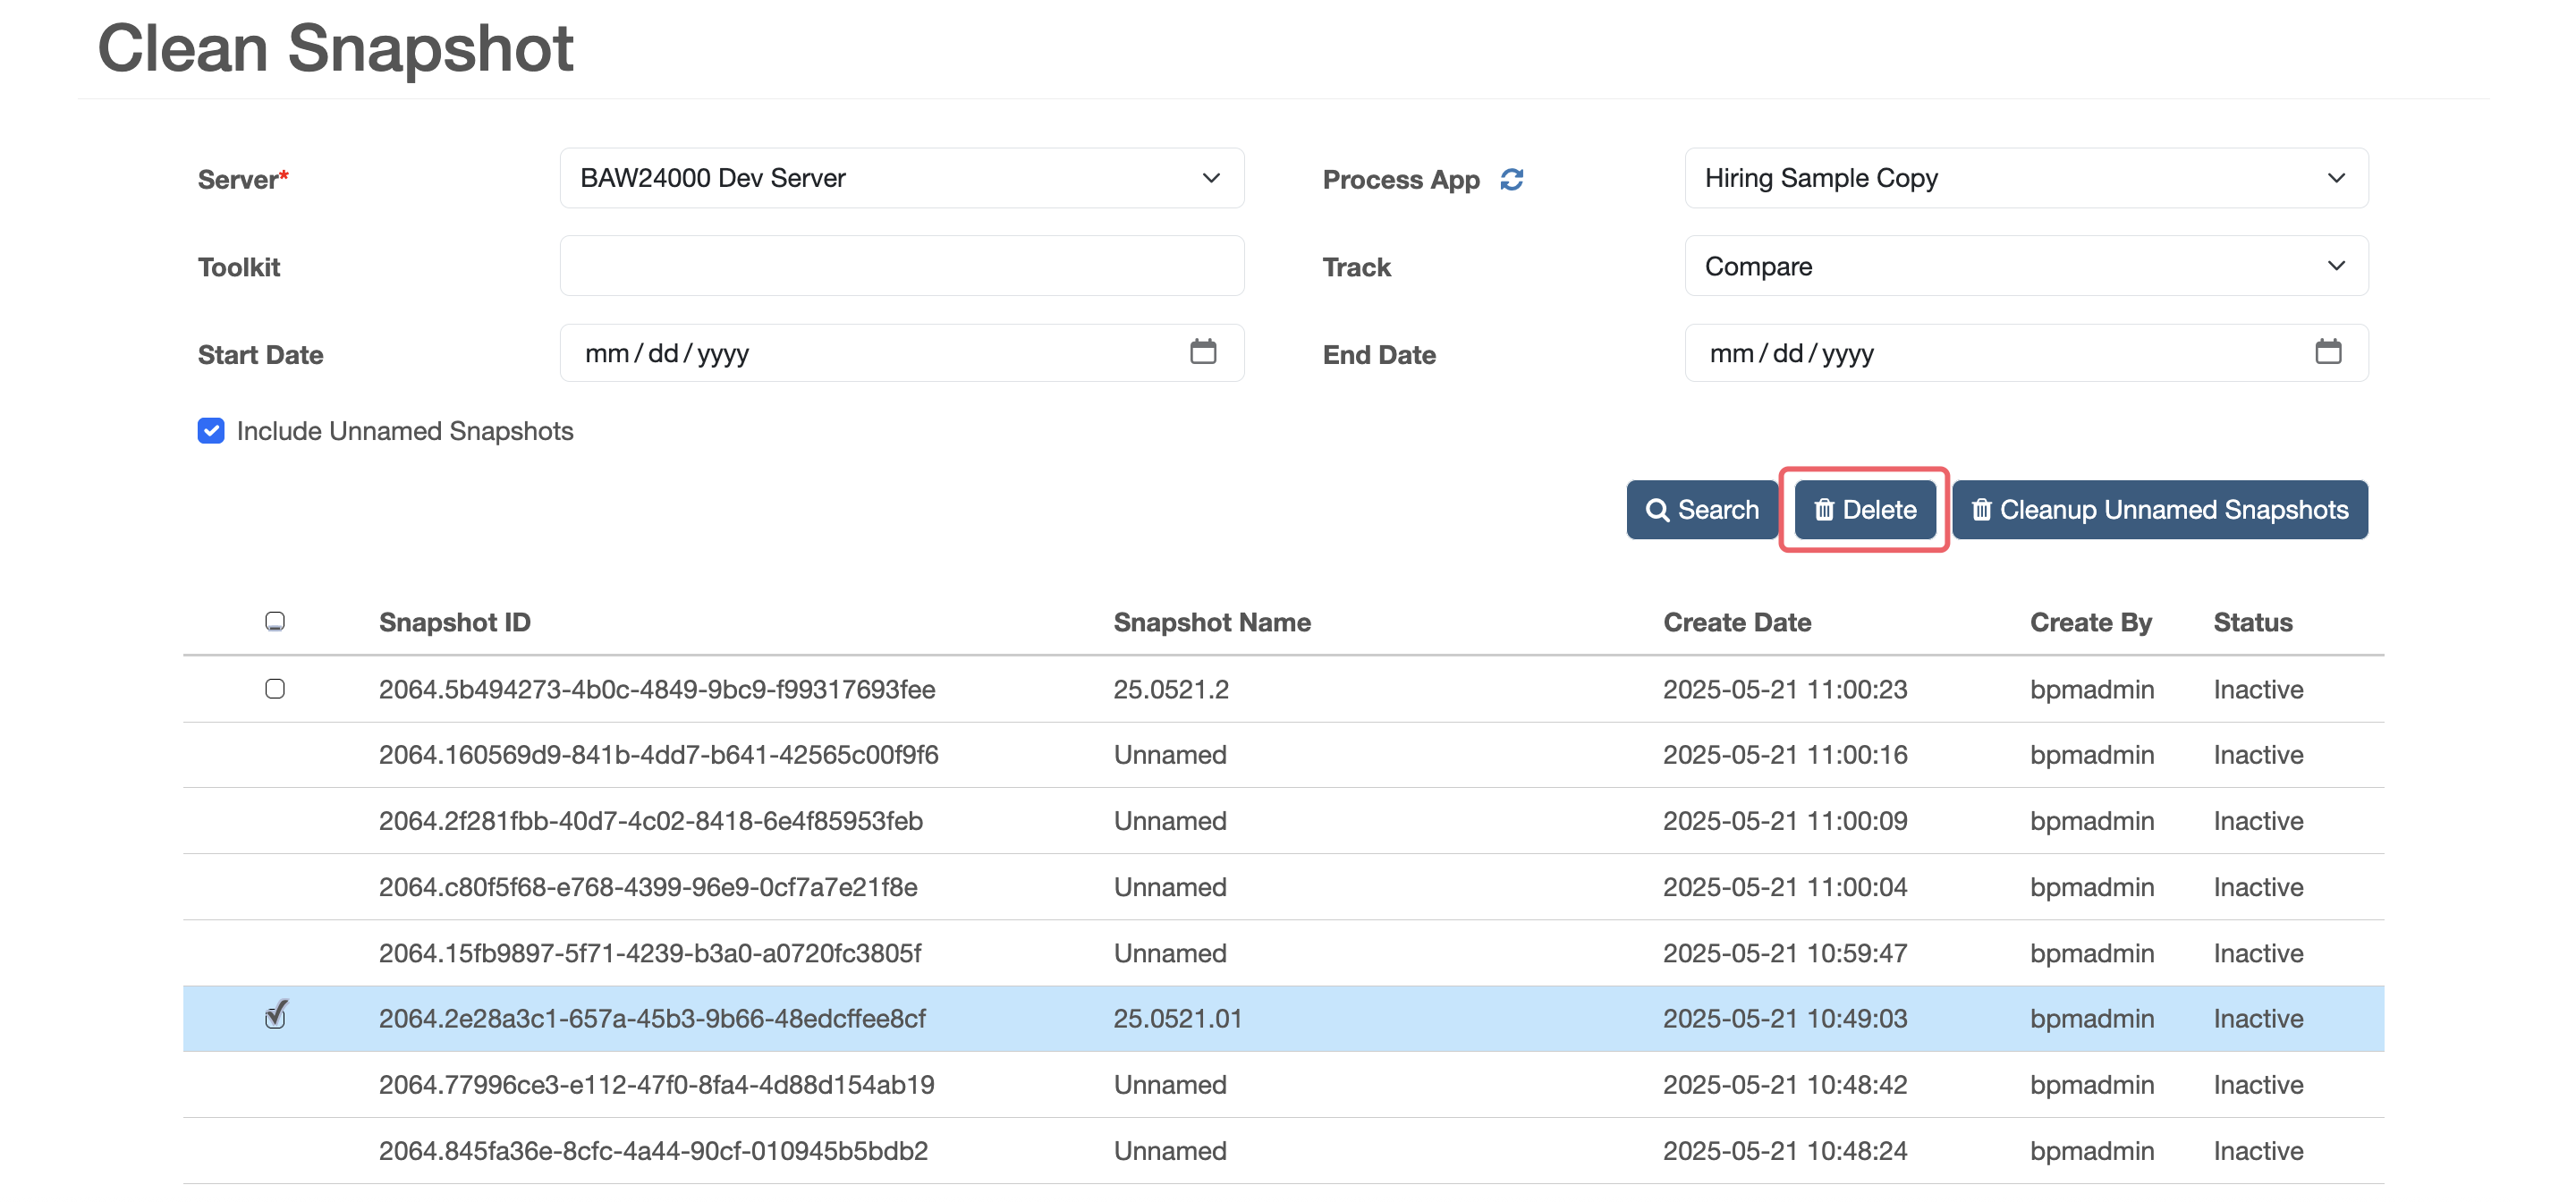 Clean Snapshot
Server* BAW24000 Dev Server Process App Hiring Sample Copy
Toolkit Track Compare
Start Date mm/dd/yyyy End Date mm/dd/yyyy
Include Unnamed Snapshots
Search Delete Cleanup Unnamed Snapshots
Snapshot ID Snapshot Name Create Date Create By Status
2064.5b494273-4b0c-4849-9bc9-f99317693fee 25.0521.2 2025-05-21 11:00:23 bpmadmin Inactive
2064.160569d9-841b-4dd7-b641-42565c00f9f6 Unnamed 2025-05-21 11:00:16 bpmadmin Inactive
2064.2f281fbb-40d7-4c02-8418-6e4f85953feb Unnamed 2025-05-21 11:00:09 bpmadmin Inactive
2064.c80f5f68-e768-4399-96e9-0cf7a7e21f8e Unnamed 2025-05-21 11:00:04 bpmadmin Inactive
2064.15fb9897-5f71-4239-b3a0-a0720fc3805f Unnamed 2025-05-21 10:59:47 bpmadmin Inactive
2064.2e28a3c1-657a-45b3-9b66-48edcffee8cf 25.0521.01 2025-05-21 10:49:03 bpmadmin Inactive
2064.77996ce3-e112-47f0-8fa4-4d88d154ab19 Unnamed 2025-05-21 10:48:42 bpmadmin Inactive
2064.845fa36e-8cfc-4a44-90cf-010945b5bdb2 Unnamed 2025-05-21 10:48:24 bpmadmin Inactive